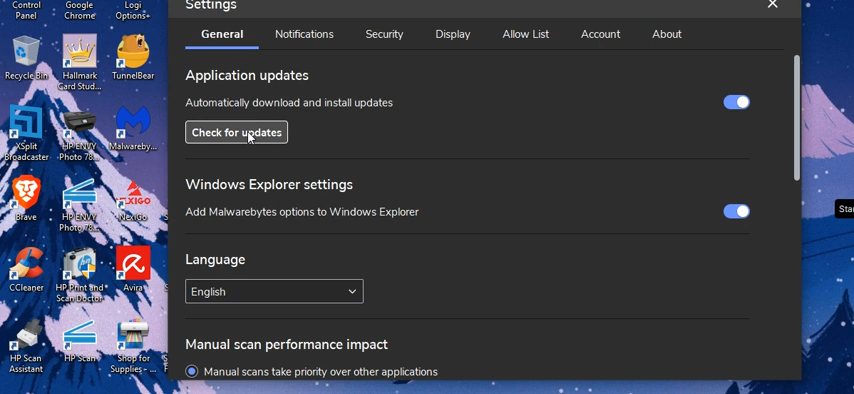 Settings
General Notifications Security Display Allow List Account About
Application updates
Automatically download and install updates
Check for updates
Windows Explorer settings
Add Malwarebytes options to Windows Explorer
Language
English
Manual scan performance impact
Manual scans take priority over other applications
Control
Panel
Google
Chrome
Logi
Options+
Recycle Bin
Hallmark
Card Stud...
TunnelBear
XSplit
Broadcaster
HP ENVY
Photo 78...
Malwareby...
Brave
HP ENVY
Photo 78...
NEXIGO
NexiGo
CCleaner
HP Print and
Scan Doctor
Avira
HP Scan
Assistant
HP Scan
Shop for
Supplies - ...